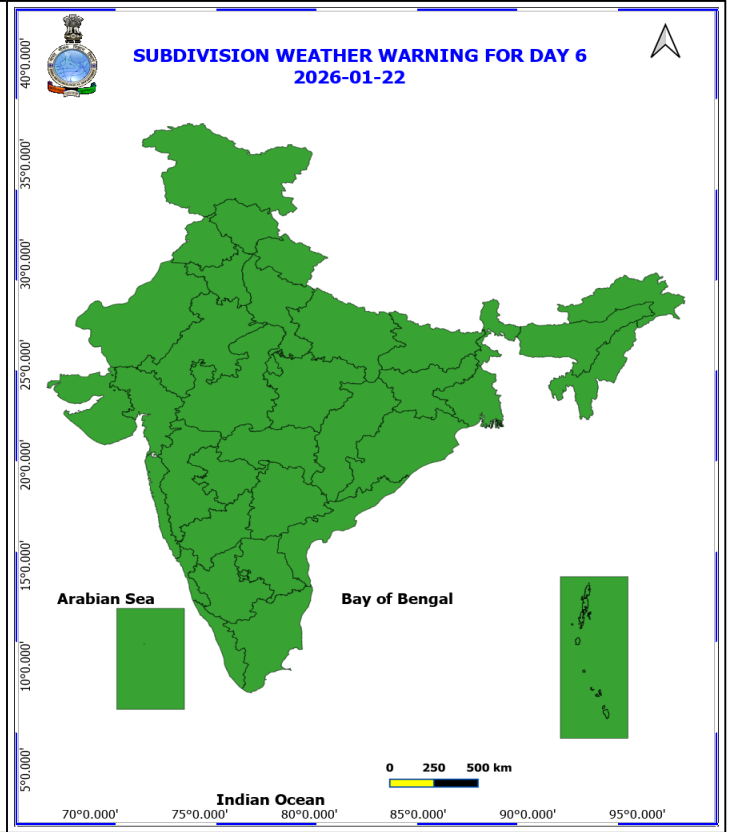 SUBDIVISION WEATHER WARNING FOR DAY 6
2026-01-22
40°0.000'
35°0.000'
30°0.000'
25°0.000'
20°0.000'
15°0.000'
10°0.000'
5°0.000'
Arabian Sea
Bay of Bengal
0 250 500 km
Indian Ocean
70°0.000' 75°0.000' 80°0.000' 85°0.000' 90°0.000' 95°0.000'